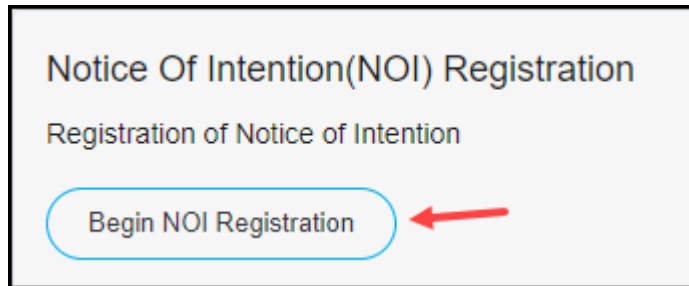 Notice Of Intention(NOI) Registration
Registration of Notice of Intention
Begin NOI Registration